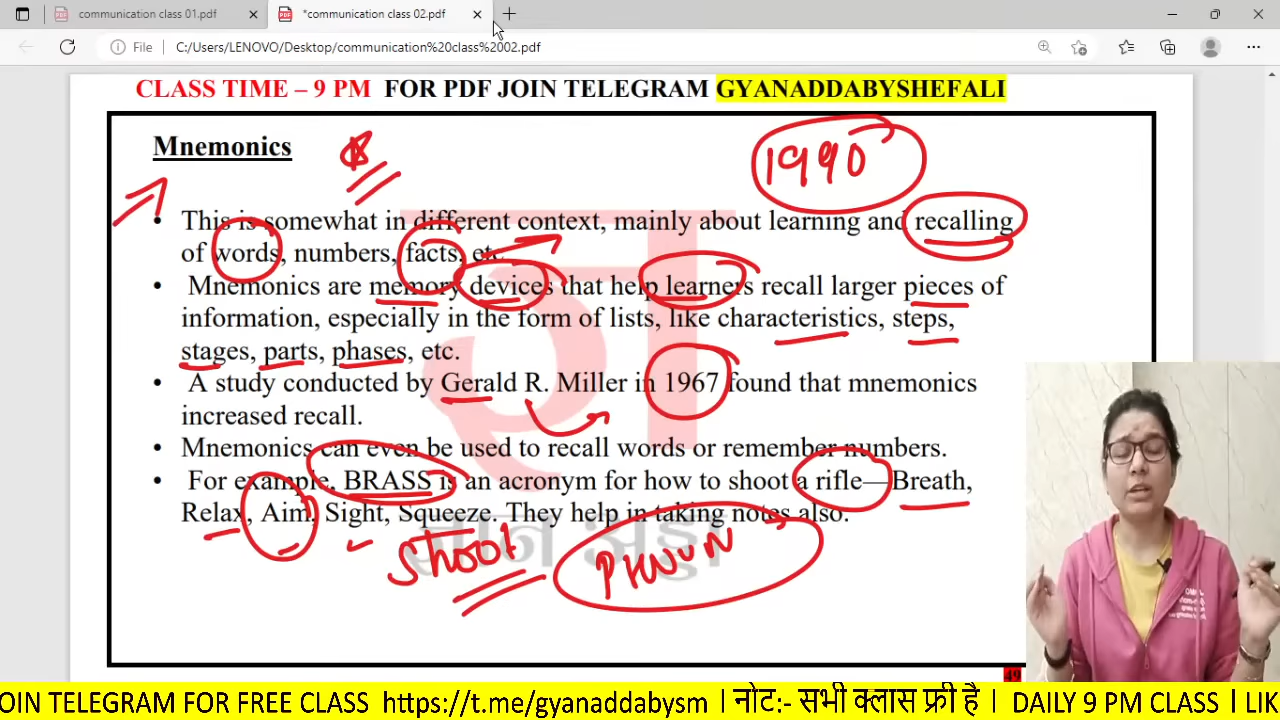 communication class 01.pdf
*communication class 02.pdf
File
C:/Users/LENOVO/Desktop/communication%20class%2002.pdf
CLASS TIME – 9 PM FOR PDF JOIN TELEGRAM GYANADDABYSHEFALI
Mnemonics
1990
• This is somewhat in different context, mainly about learning and recalling
of words, numbers, facts, etc.
• Mnemonics are memory devices that help learners recall larger pieces of
information, especially in the form of lists, like characteristics, steps,
stages, parts, phases, etc.
• A study conducted by Gerald R. Miller in 1967 found that mnemonics
increased recall.
• Mnemonics can even be used to recall words or remember numbers.
• For example, BRASS is an acronym for how to shoot a rifle—Breath,
Relax, Aim, Sight, Squeeze. They help in taking notes also.
ज्ञान अड्डा
Shoot
49
OIN TELEGRAM FOR FREE CLASS https://t.me/gyanaddabysm । नोट:- सभी क्लास फ्री है । DAILY 9 PM CLASS । LIK